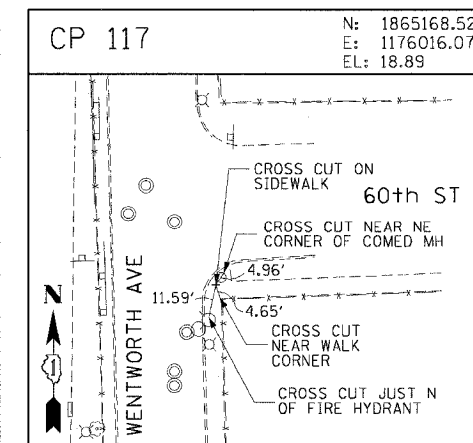 CP 117
N: 1865168.52
E: 1176016.07
EL: 18.89
CROSS CUT ON
SIDEWALK
60th ST
CROSS CUT NEAR NE
CORNER OF COMED MH
4.96'
11.59'
4.65'
N
1
WENTWORTH AVE
CROSS CUT
NEAR WALK
CORNER
CROSS CUT JUST N
OF FIRE HYDRANT